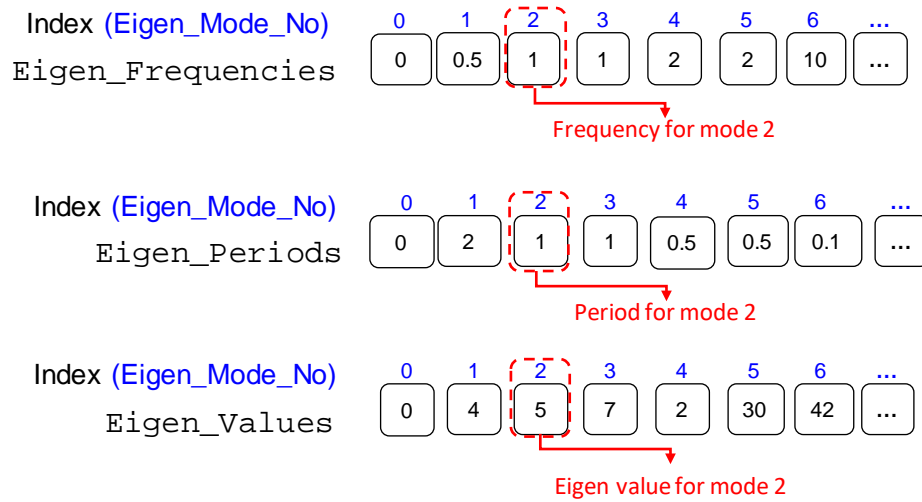 0 1 2 3 4 5 6 ...
Index (Eigen_Mode_No)
Eigen_Frequencies 0 0.5 1 1 2 2 10 ...
Frequency for mode 2
0 1 2 3 4 5 6 ...
Index (Eigen_Mode_No)
Eigen_Periods 0 2 1 1 0.5 0.5 0.1 ...
Period for mode 2
0 1 2 3 4 5 6 ...
Index (Eigen_Mode_No)
Eigen_Values 0 4 5 7 2 30 42 ...
Eigen value for mode 2